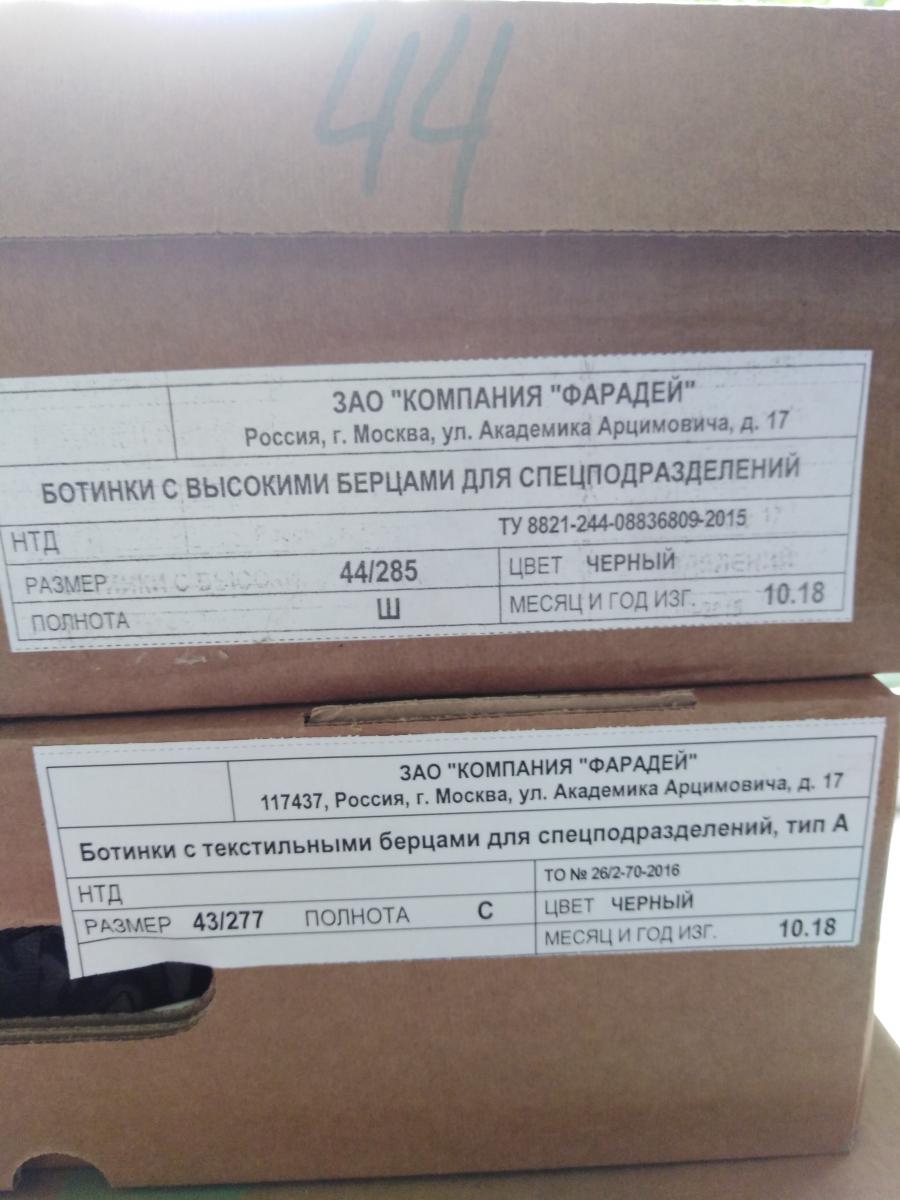 44
ЗАО "КОМПАНИЯ "ФАРАДЕЙ"
Россия, г. Москва, ул. Академика Арцимовича, д. 17
БОТИНКИ С ВЫСОКИМИ БЕРЦАМИ ДЛЯ СПЕЦПОДРАЗДЕЛЕНИЙ
НТД ТУ 8821-244-08836809-2015
РАЗМЕР 44/285 ЦВЕТ ЧЕРНЫЙ
ПОЛНОТА Ш МЕСЯЦ И ГОД ИЗГ. 10.18
ЗАО "КОМПАНИЯ "ФАРАДЕЙ"
117437, Россия, г. Москва, ул. Академика Арцимовича, д. 17
Ботинки с текстильными берцами для спецподразделений, тип А
НТД ТО № 26/2-70-2016
РАЗМЕР 43/277 ПОЛНОТА С ЦВЕТ ЧЕРНЫЙ
МЕСЯЦ И ГОД ИЗГ. 10.18